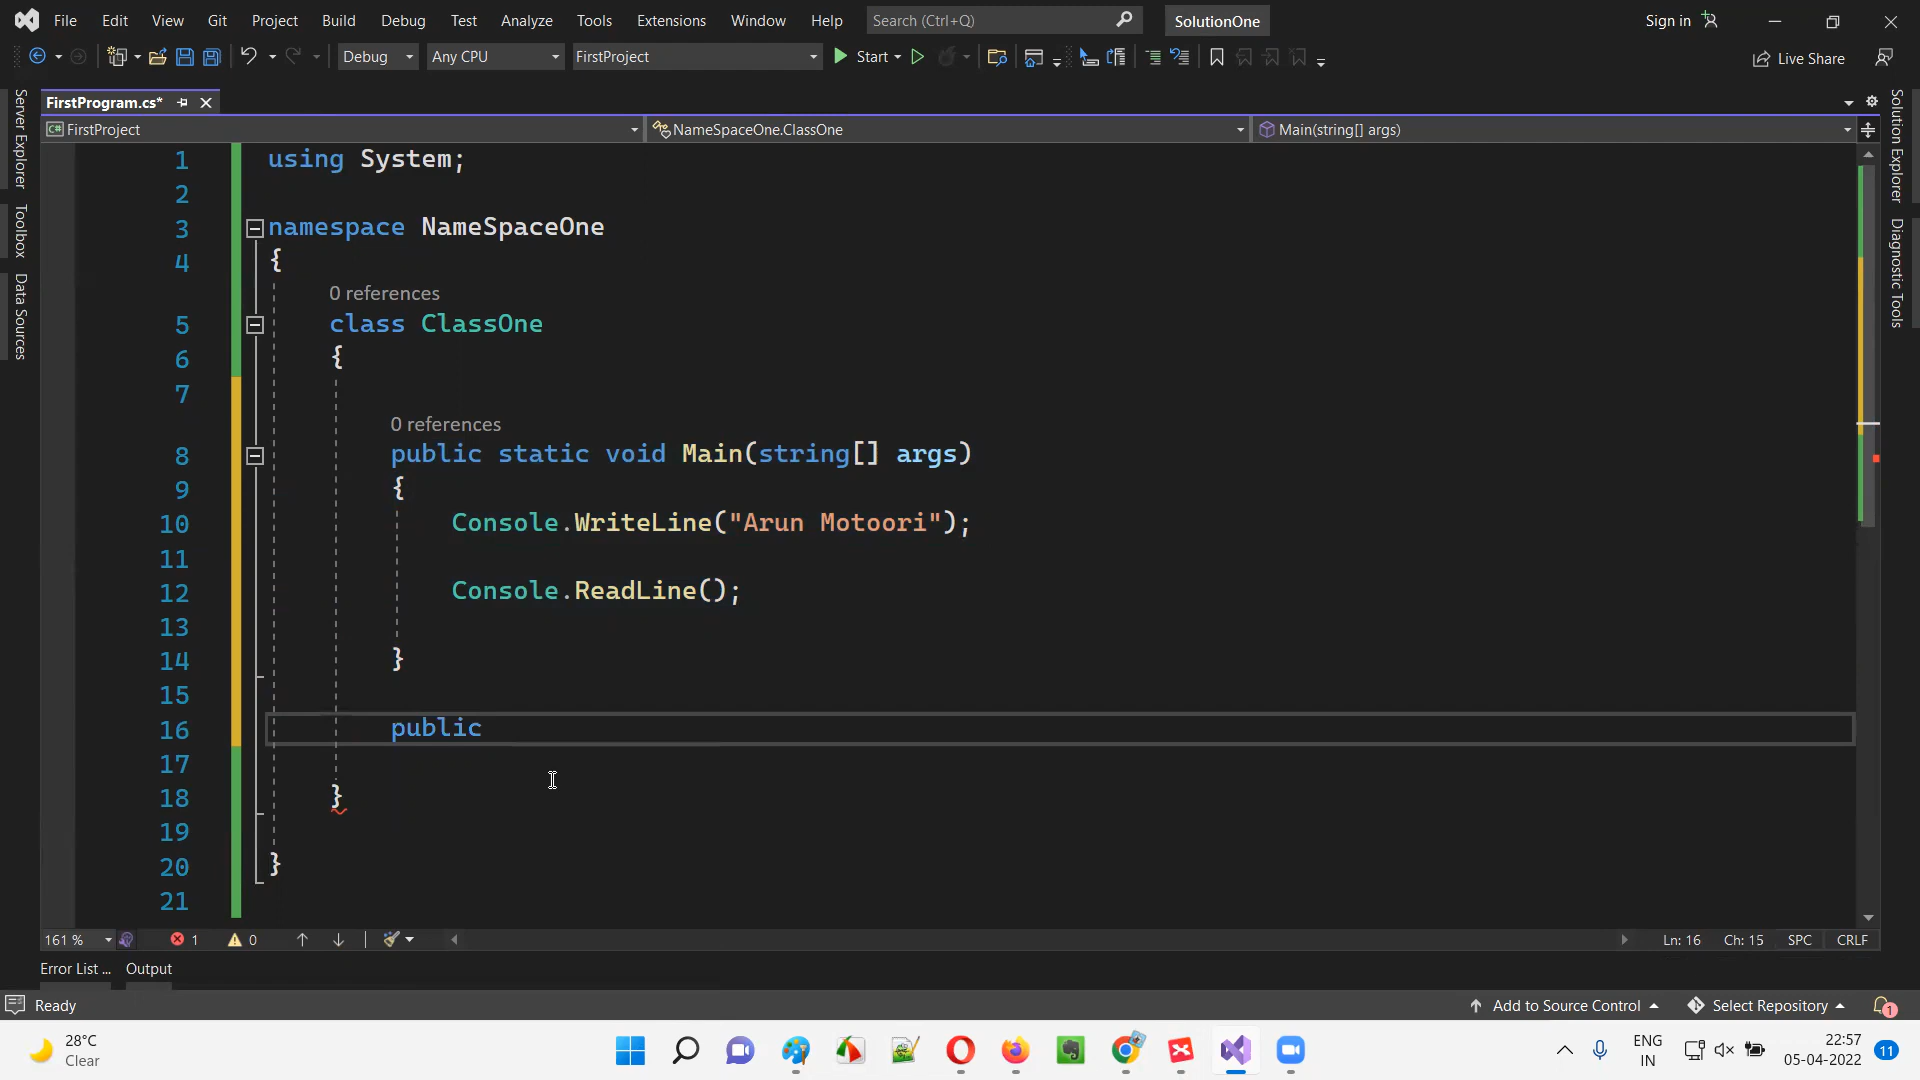 File Edit View Git Project Build Debug Test Analyze Tools Extensions Window Help Search (Ctrl+Q) SolutionOne Sign in
Debug Any CPU FirstProject Start Live Share
FirstProgram.cs*
FirstProject NameSpaceOne.ClassOne Main(string[] args)
Server Explorer
Toolbox
Data Sources
Solution Explorer
Diagnostic Tools
1 using System;
2
3 namespace NameSpaceOne
4 {
0 references
5 class ClassOne
6 {
7
0 references
8 public static void Main(string[] args)
9 {
10 Console.WriteLine("Arun Motoori");
11
12 Console.ReadLine();
13
14 }
15
16 public
17
18 }
19
20 }
21
161 % 1 0 Ln: 16 Ch: 15 SPC CRLF
Error List ... Output
Ready Add to Source Control Select Repository 1
28°C
Clear
ENG
IN
22:57
05-04-2022
11